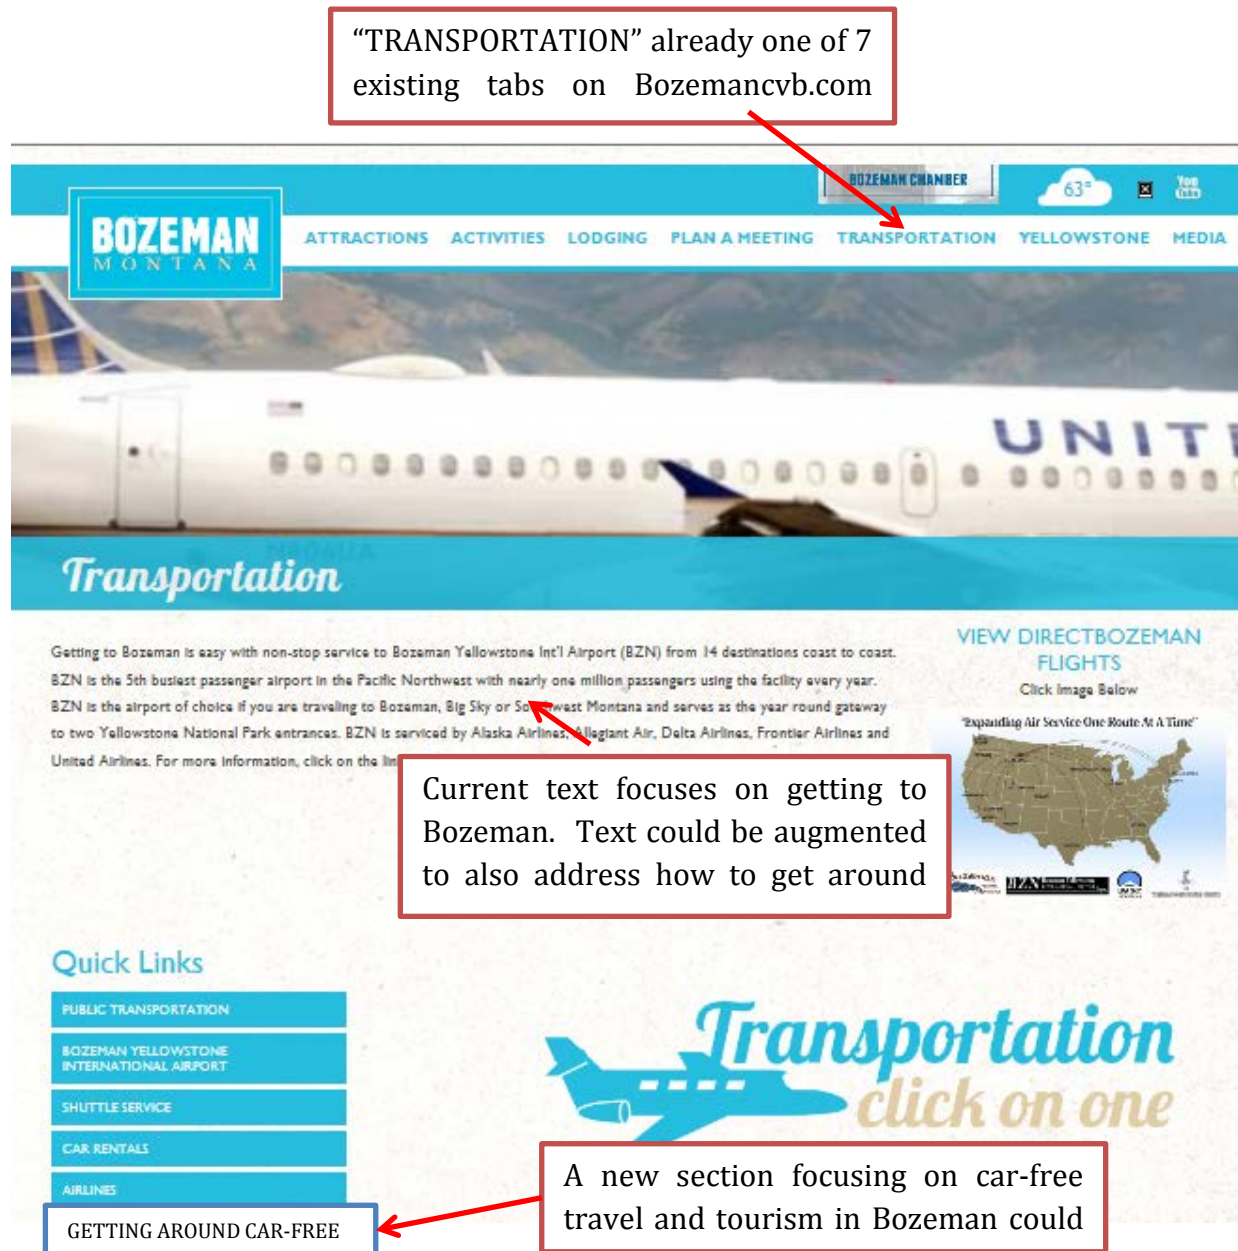 “TRANSPORTATION” already one of 7
existing tabs on Bozemancvb.com
BOZEMAN CHAMBER
63°
You
Tube
BOZEMAN
MONTANA
ATTRACTIONS ACTIVITIES LODGING PLAN A MEETING TRANSPORTATION YELLOWSTONE MEDIA
UNIT
N804UA
Transportation
Getting to Bozeman is easy with non-stop service to Bozeman Yellowstone Int'l Airport (BZN) from 14 destinations coast to coast.
BZN is the 5th busiest passenger airport in the Pacific Northwest with nearly one million passengers using the facility every year.
BZN is the airport of choice if you are traveling to Bozeman, Big Sky or Southwest Montana and serves as the year round gateway
to two Yellowstone National Park entrances. BZN is serviced by Alaska Airlines, Allegiant Air, Delta Airlines, Frontier Airlines and
United Airlines. For more information, click on the lin
VIEW DIRECTBOZEMAN
FLIGHTS
Click Image Below
"Expanding Air Service One Route At A Time"
BZN
Current text focuses on getting to
Bozeman. Text could be augmented
to also address how to get around
Quick Links
PUBLIC TRANSPORTATION
BOZEMAN YELLOWSTONE
INTERNATIONAL AIRPORT
SHUTTLE SERVICE
CAR RENTALS
AIRLINES
GETTING AROUND CAR-FREE
Transportation
click on one
A new section focusing on car-free
travel and tourism in Bozeman could